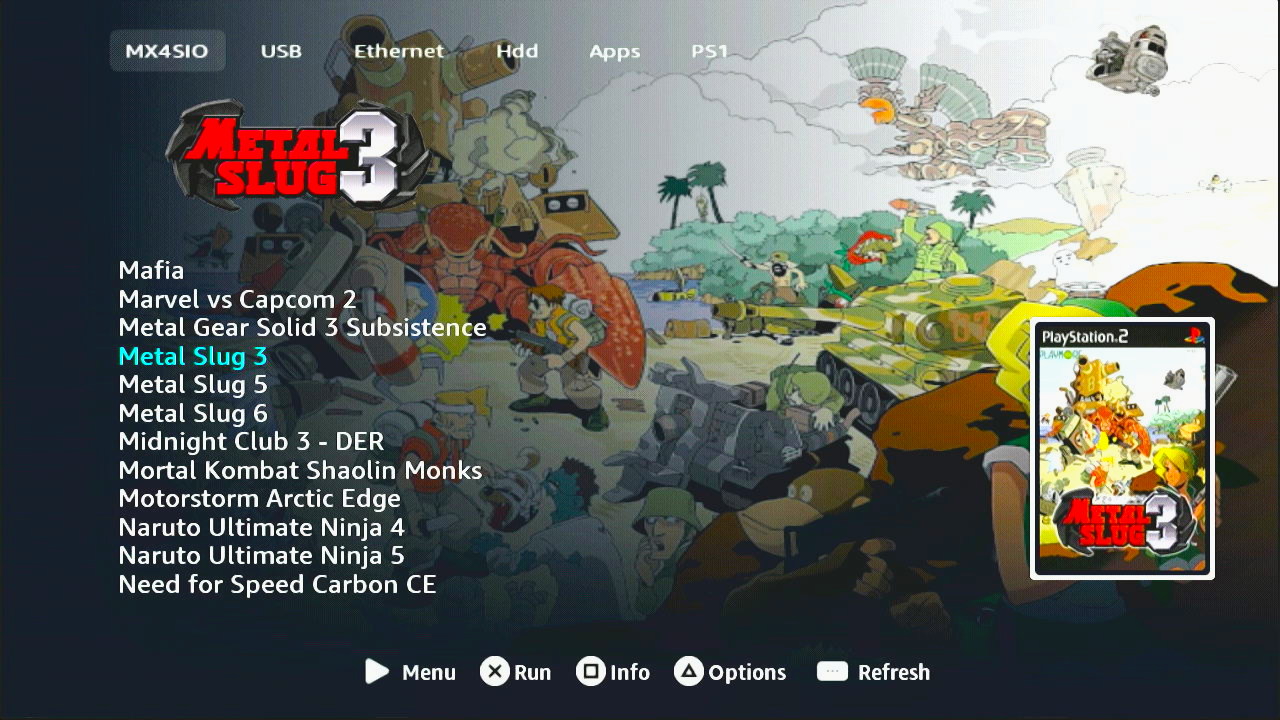 MX4SIO USB Ethernet Hdd Apps PS1
METAL
SLUG 3
Mafia
Marvel vs Capcom 2
Metal Gear Solid 3 Subsistence
Metal Slug 3
Metal Slug 5
Metal Slug 6
Midnight Club 3 - DER
Mortal Kombat Shaolin Monks
Motorstorm Arctic Edge
Naruto Ultimate Ninja 4
Naruto Ultimate Ninja 5
Need for Speed Carbon CE
PlayStation.2
PLAYMORE
METAL
SLUG 3
Menu Run Info Options Refresh